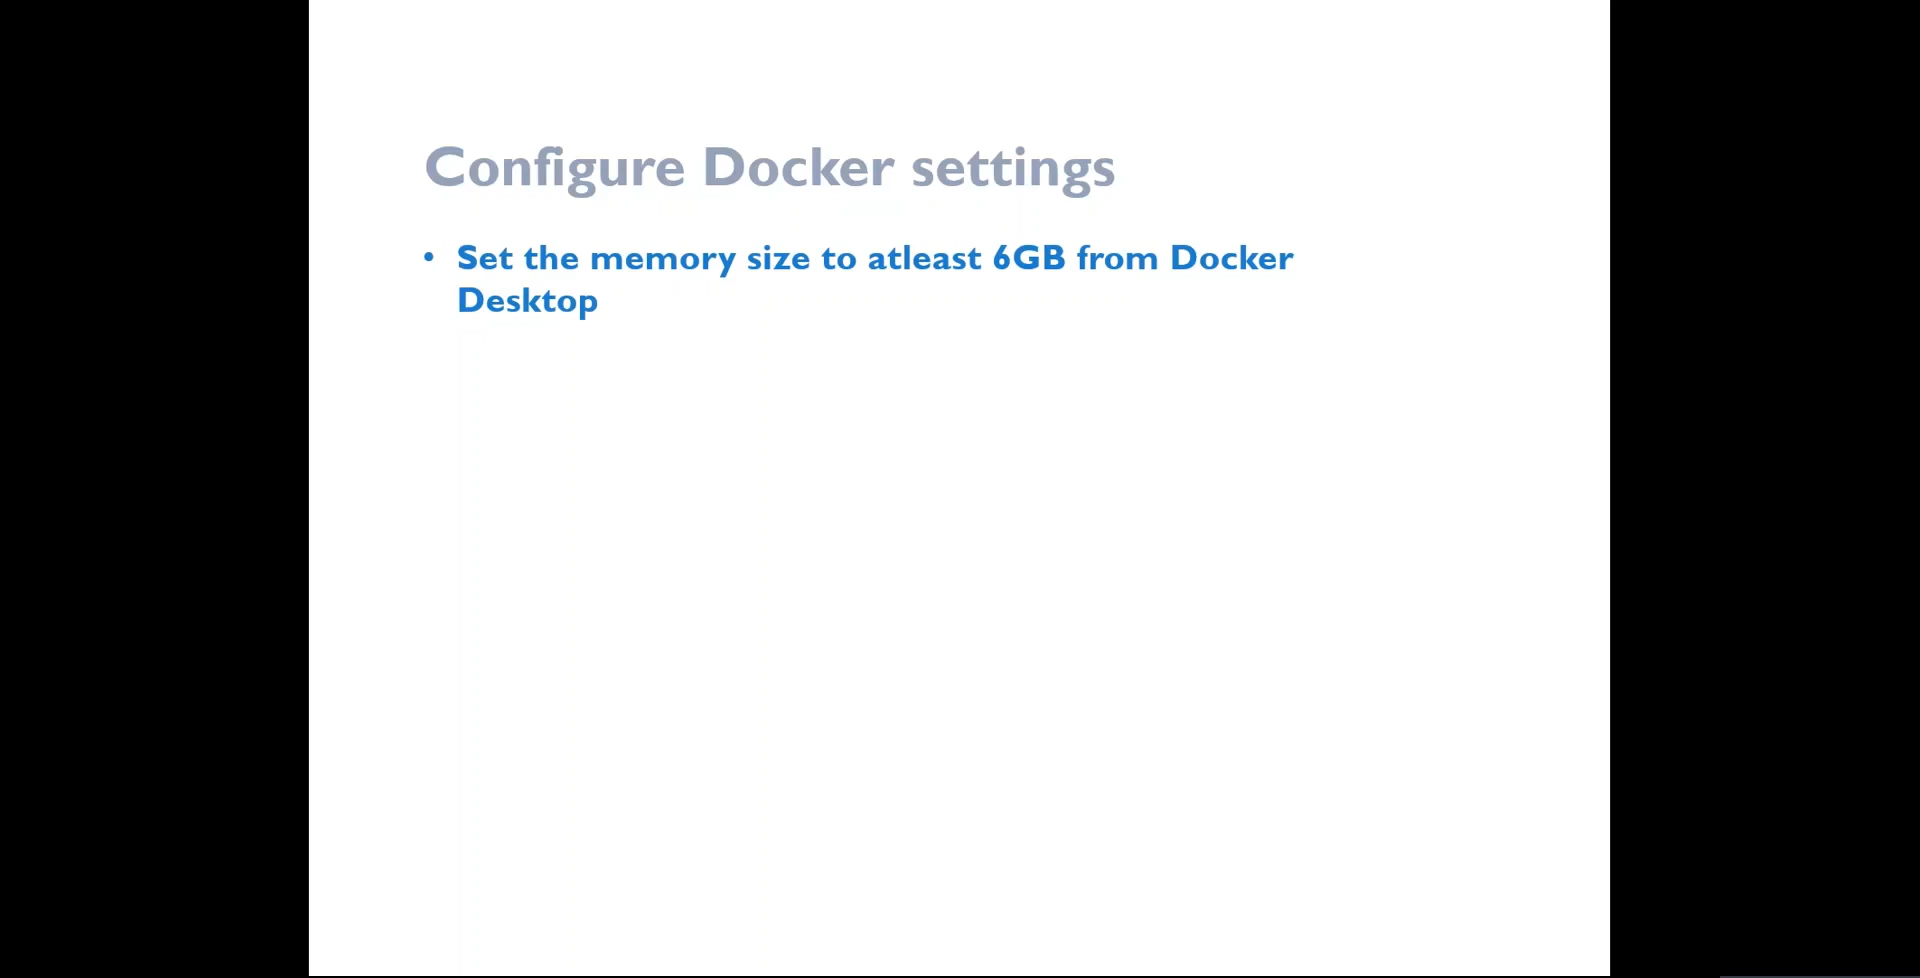 Configure Docker settings
• Set the memory size to atleast 6GB from Docker
Desktop